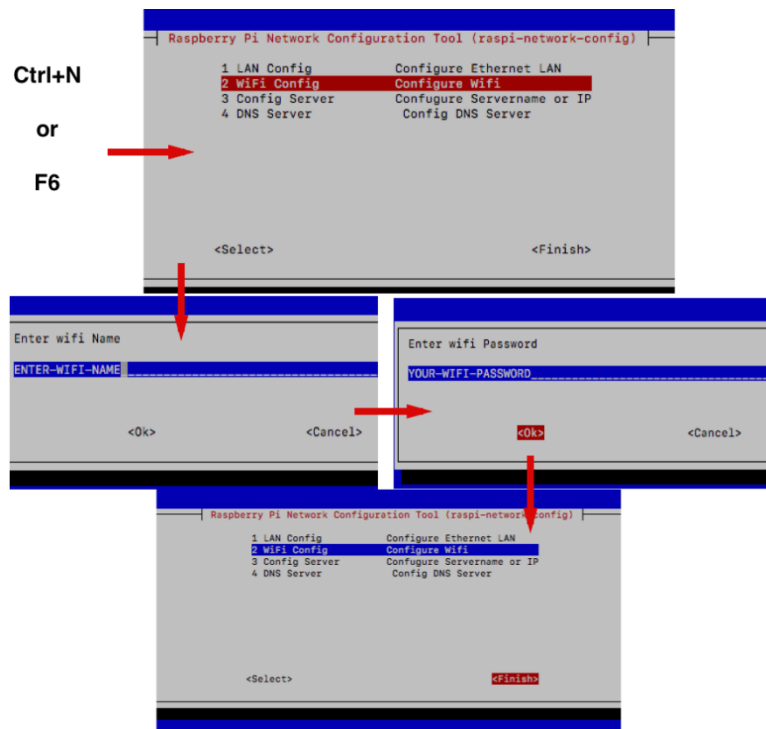 Ctrl+N
or
F6
Raspberry Pi Network Configuration Tool (raspi-network-config)
1 LAN Config Configure Ethernet LAN
2 WiFi Config Configure Wifi
3 Config Server Confugure Servername or IP
4 DNS Server Config DNS Server
<Select> <Finish>
Enter wifi Name
ENTER-WIFI-NAME
<Ok> <Cancel>
Enter wifi Password
YOUR-WIFI-PASSWORD
<Ok> <Cancel>
Raspberry Pi Network Configuration Tool (raspi-network-config)
1 LAN Config Configure Ethernet LAN
2 WiFi Config Configure Wifi
3 Config Server Confugure Servername or IP
4 DNS Server Config DNS Server
<Select> <Finish>